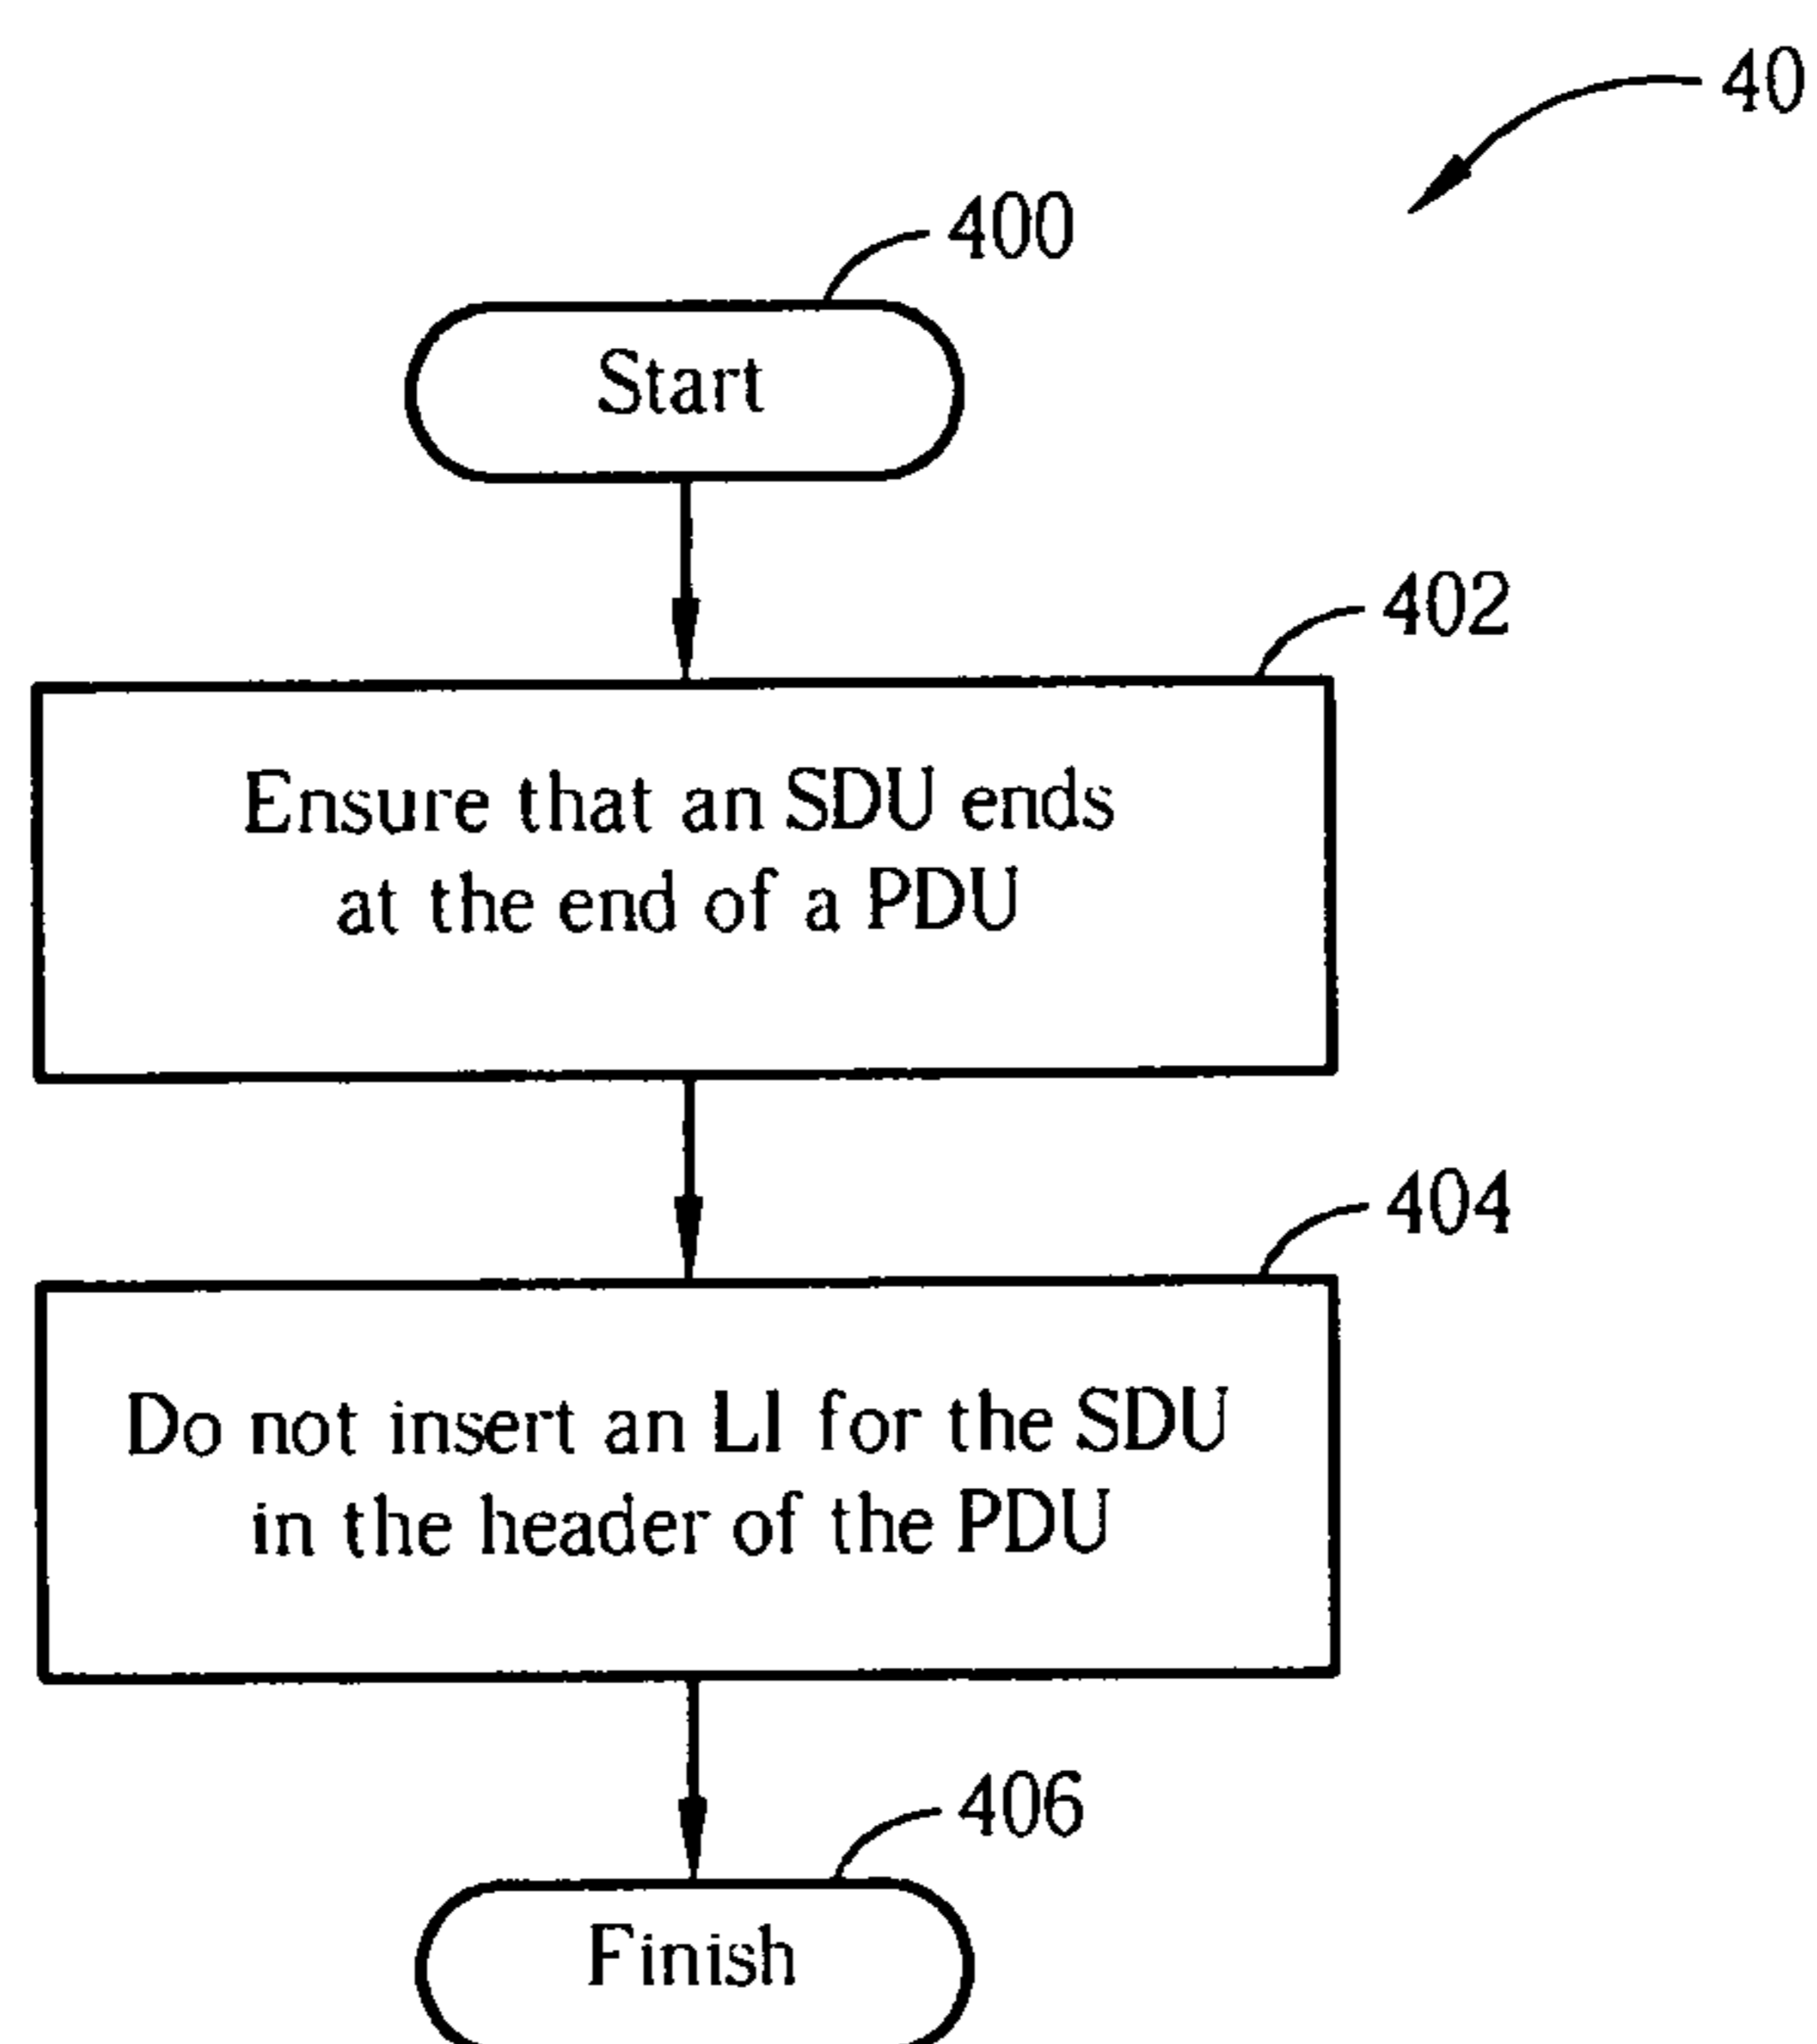 40
400
Start
402
Ensure that an SDU ends
at the end of a PDU
404
Do not insert an LI for the SDU
in the header of the PDU
406
Finish